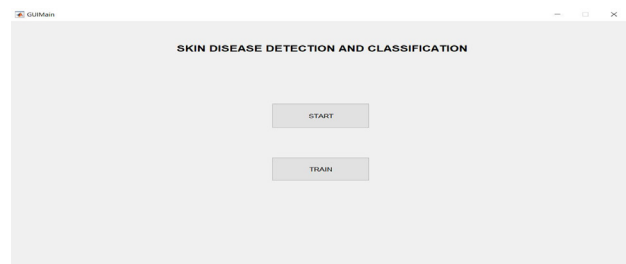 GUIMain
SKIN DISEASE DETECTION AND CLASSIFICATION
START
TRAIN